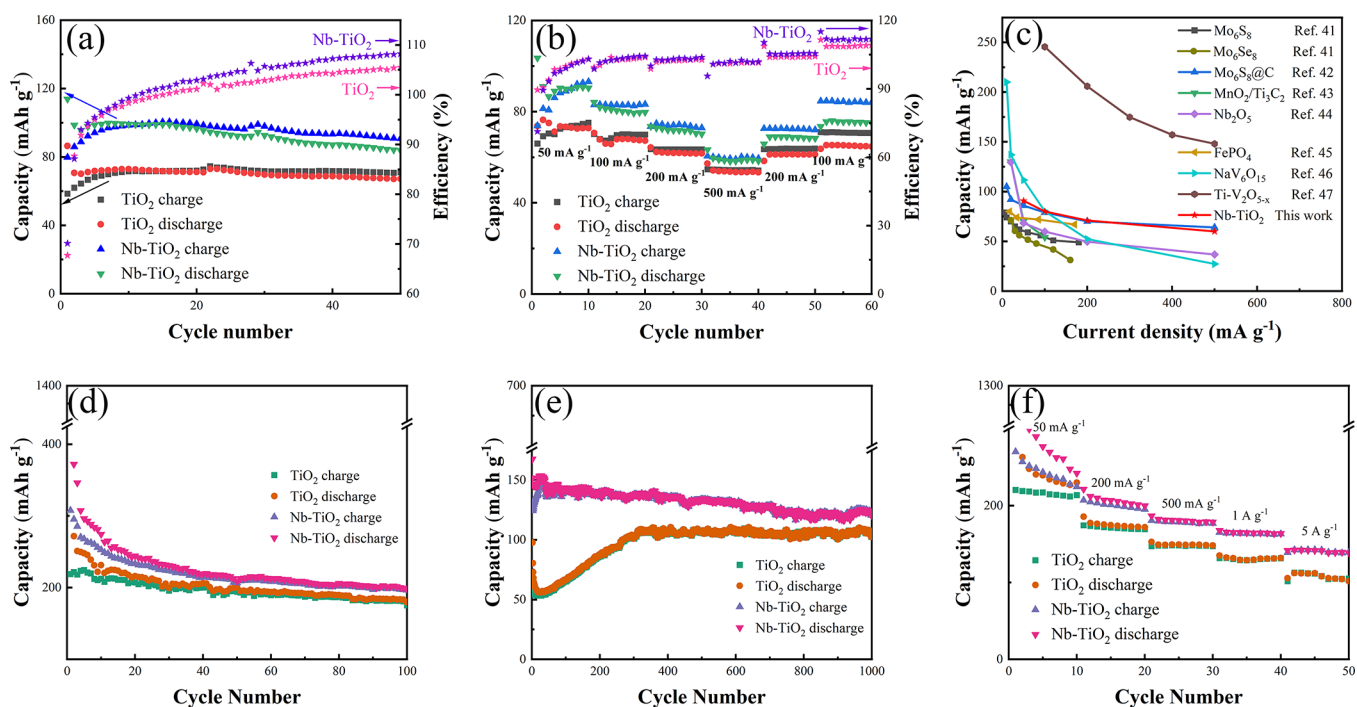 (a)
Nb-TiO2
TiO2
TiO2 charge
TiO2 discharge
Nb-TiO2 charge
Nb-TiO2 discharge
Capacity (mAh g-1)
Efficiency (%)
Cycle number
0 40 80 120 160
60 70 80 90 100 110
0 20 40
(b)
Nb-TiO2
TiO2
50 mA g-1
100 mA g-1
200 mA g-1
500 mA g-1
200 mA g-1
100 mA g-1
TiO2 charge
TiO2 discharge
Nb-TiO2 charge
Nb-TiO2 discharge
Capacity (mAh g-1)
Efficiency (%)
Cycle number
0 40 80 120
0 30 60 90 120
0 10 20 30 40 50 60
(c)
Mo6S8 Ref. 41
Mo6Se8 Ref. 41
Mo6S8@C Ref. 42
MnO2/Ti3C2 Ref. 43
Nb2O5 Ref. 44
FePO4 Ref. 45
NaV6O15 Ref. 46
Ti-V2O5-x Ref. 47
Nb-TiO2 This work
Capacity (mAh g-1)
Current density (mA g-1)
0 50 100 150 200 250
0 200 400 600 800
(d)
TiO2 charge
TiO2 discharge
Nb-TiO2 charge
Nb-TiO2 discharge
Capacity (mAh g-1)
Cycle Number
200 300 400 1400
0 20 40 60 80 100
(e)
TiO2 charge
TiO2 discharge
Nb-TiO2 charge
Nb-TiO2 discharge
Capacity (mAh g-1)
Cycle Number
0 50 100 150 700
0 200 400 600 800 1000
(f)
50 mA g-1
200 mA g-1
500 mA g-1
1 A g-1
5 A g-1
TiO2 charge
TiO2 discharge
Nb-TiO2 charge
Nb-TiO2 discharge
Capacity (mAh g-1)
Cycle Number
0 100 200 1300
0 10 20 30 40 50